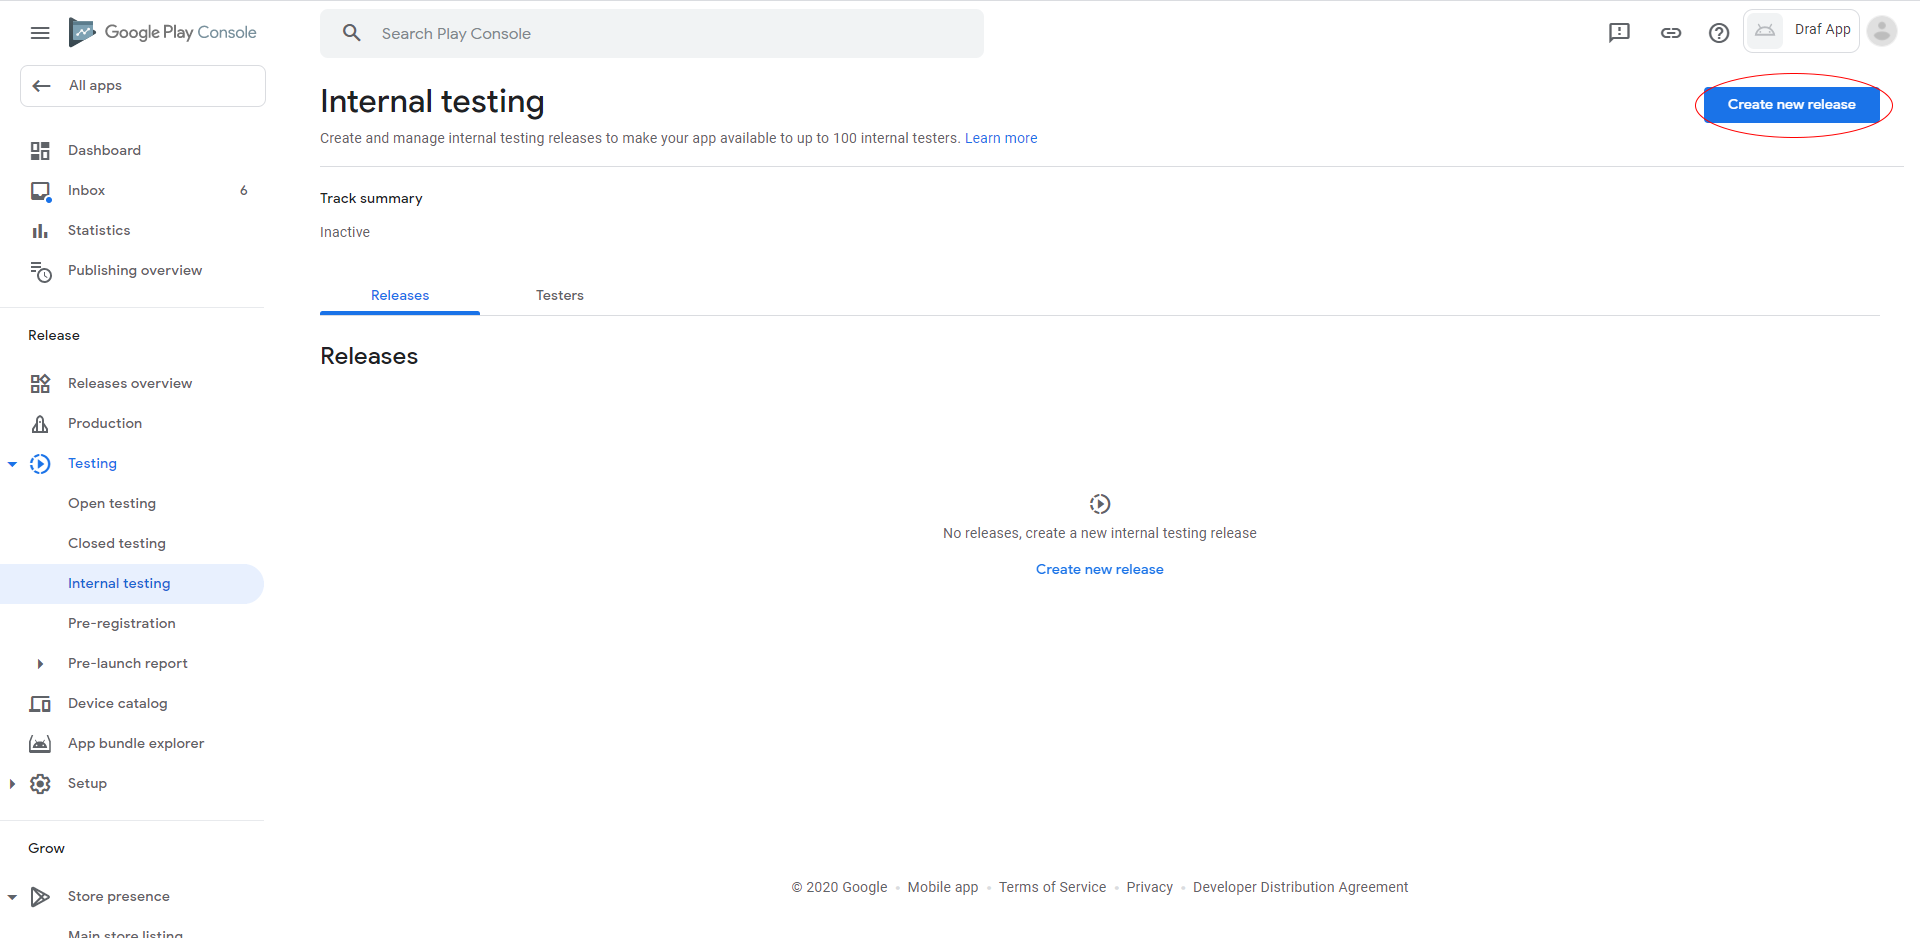 Google Play Console
Search Play Console
Draf App
All apps
Dashboard
Inbox 6
Statistics
Publishing overview
Release
Releases overview
Production
Testing
Open testing
Closed testing
Internal testing
Pre-registration
Pre-launch report
Device catalog
App bundle explorer
Setup
Grow
Store presence
Main store listing
Internal testing
Create new release
Create and manage internal testing releases to make your app available to up to 100 internal testers. Learn more
Track summary
Inactive
Releases Testers
Releases
No releases, create a new internal testing release
Create new release
© 2020 Google • Mobile app • Terms of Service • Privacy • Developer Distribution Agreement